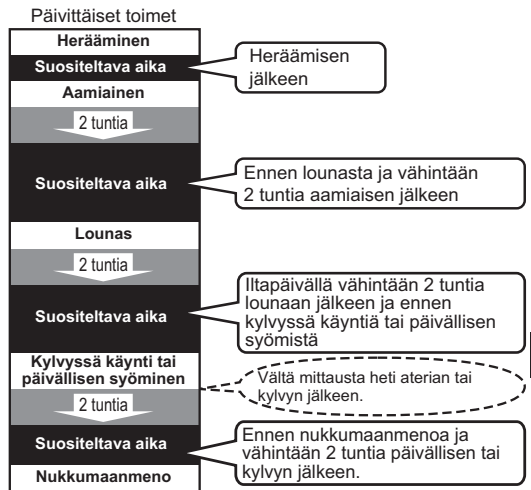 Päivittäiset toimet
Herääminen
Suositeltava aika
Heräämisen
jälkeen
Aamiainen
2 tuntia
Suositeltava aika
Ennen lounasta ja vähintään
2 tuntia aamiaisen jälkeen
Lounas
2 tuntia
Suositeltava aika
Iltapäivällä vähintään 2 tuntia
lounaan jälkeen ja ennen
kylvyssä käyntiä tai päivällisen
syömistä
Kylvyssä käynti tai
päivällisen syöminen
Vältä mittausta heti aterian tai
kylvyn jälkeen.
2 tuntia
Suositeltava aika
Ennen nukkumaanmenoa ja
vähintään 2 tuntia päivällisen tai
kylvyn jälkeen.
Nukkumaanmeno